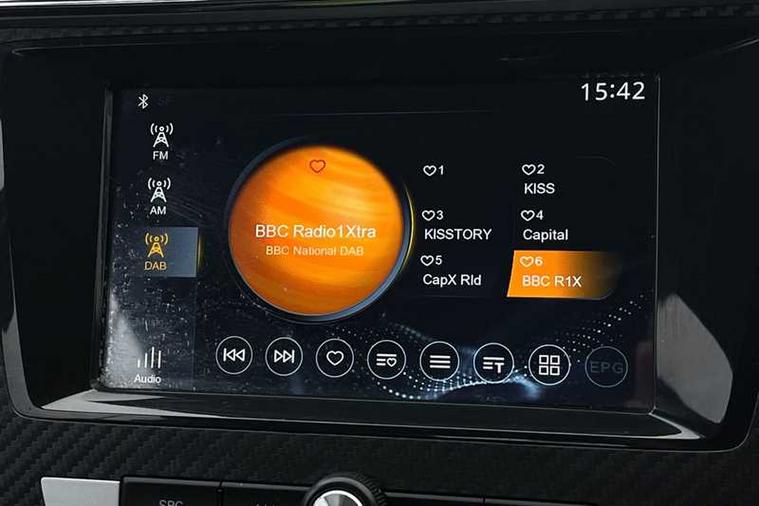 15:42
FM
AM
DAB
Audio
BBC Radio1Xtra
BBC National DAB
1
2
KISS
3
KISSTORY
4
Capital
5
CapX Rld
6
BBC R1X
T
EPG
SRC